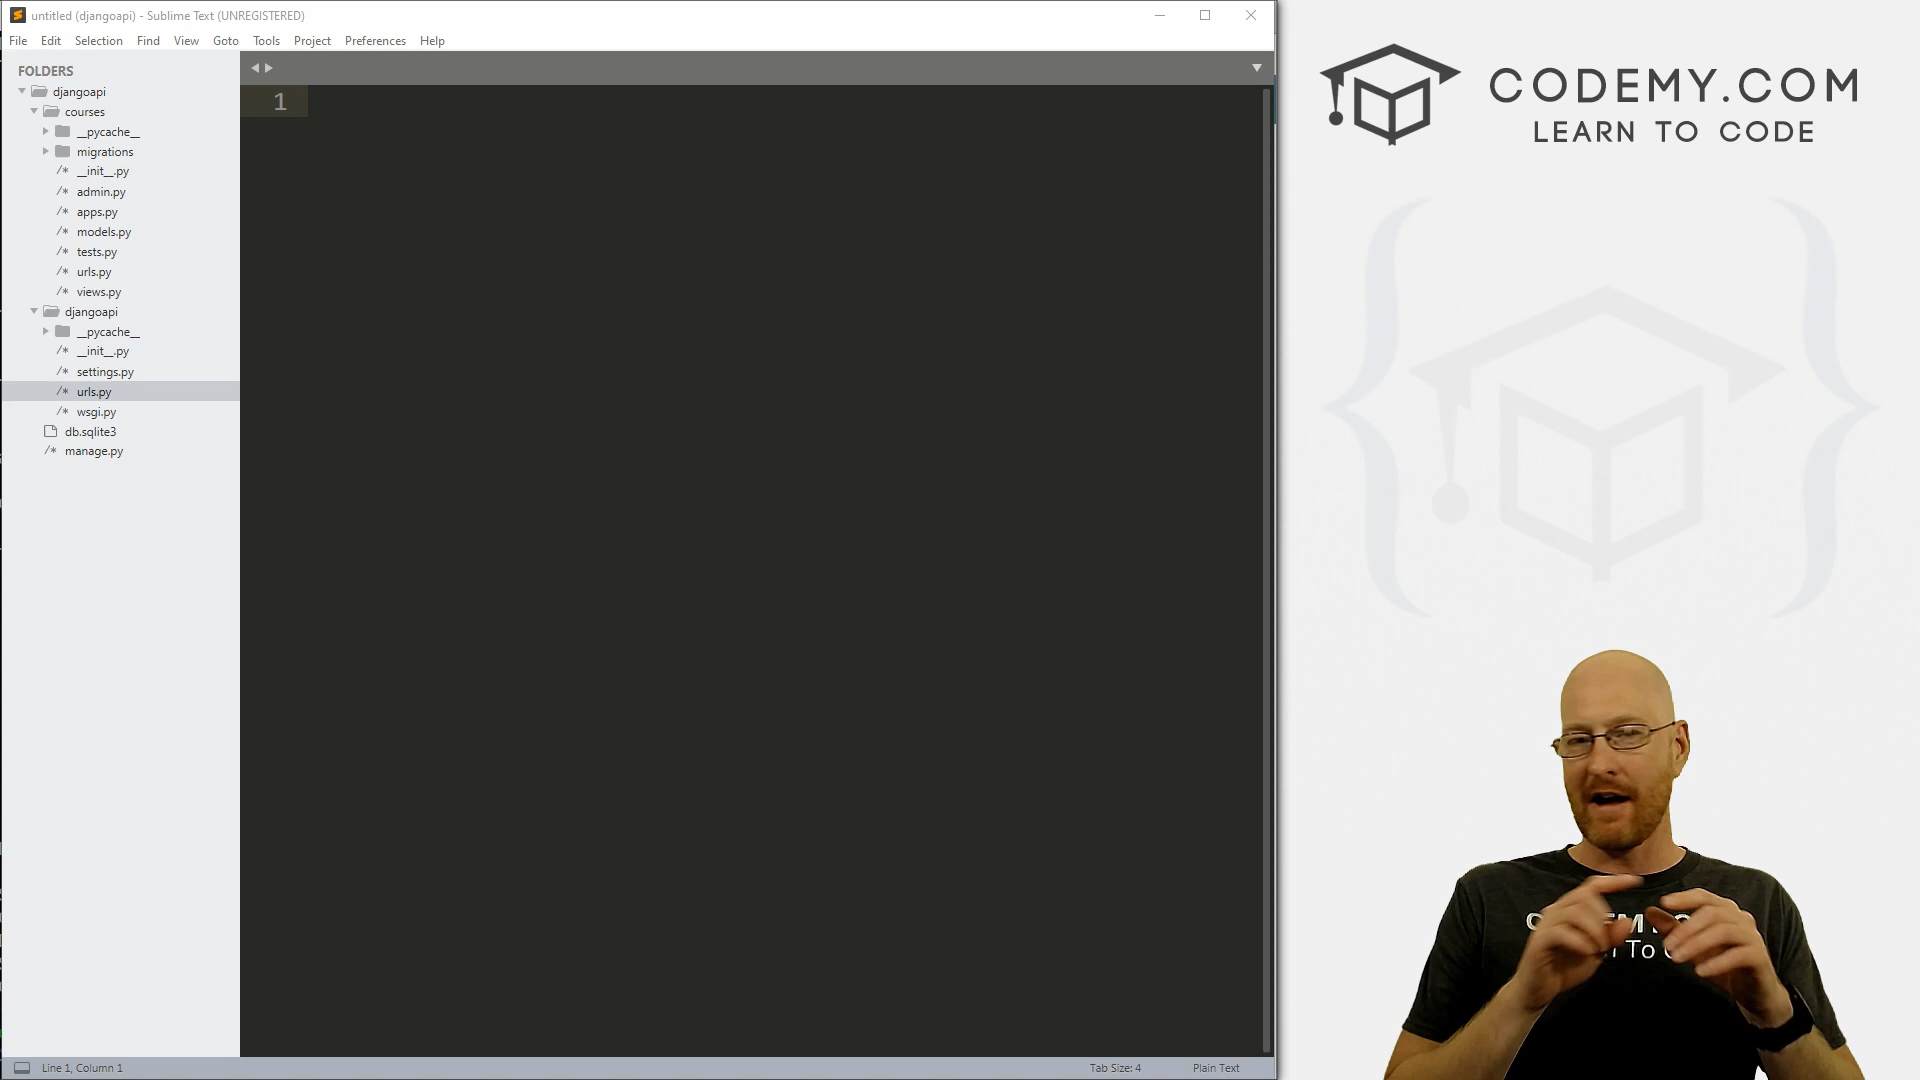 untitled (djangoapi) - Sublime Text (UNREGISTERED)
File Edit Selection Find View Goto Tools Project Preferences Help
FOLDERS
djangoapi
courses
__pycache__
migrations
/* __init__.py
/* admin.py
/* apps.py
/* models.py
/* tests.py
/* urls.py
/* views.py
djangoapi
__pycache__
/* __init__.py
/* settings.py
/* urls.py
/* wsgi.py
db.sqlite3
/* manage.py
1
Line 1, Column 1
Tab Size: 4
Plain Text
CODEMY.COM
LEARN TO CODE
To